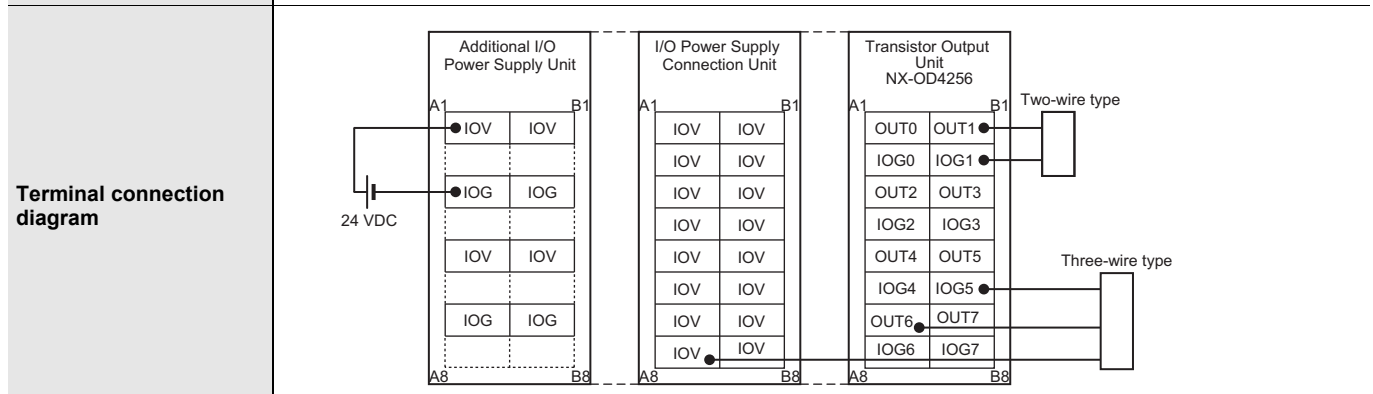 Terminal connection
diagram
24 VDC
Additional I/O
Power Supply Unit
A1 B1
IOV IOV
IOG IOG
IOV IOV
IOG IOG
A8 B8
I/O Power Supply
Connection Unit
A1 B1
IOV IOV
IOV IOV
IOV IOV
IOV IOV
IOV IOV
IOV IOV
IOV IOV
IOV IOV
A8 B8
Transistor Output
Unit
NX-OD4256
A1 B1
OUT0 OUT1
IOG0 IOG1
OUT2 OUT3
IOG2 IOG3
OUT4 OUT5
IOG4 IOG5
OUT6 OUT7
IOG6 IOG7
A8 B8
Two-wire type
Three-wire type